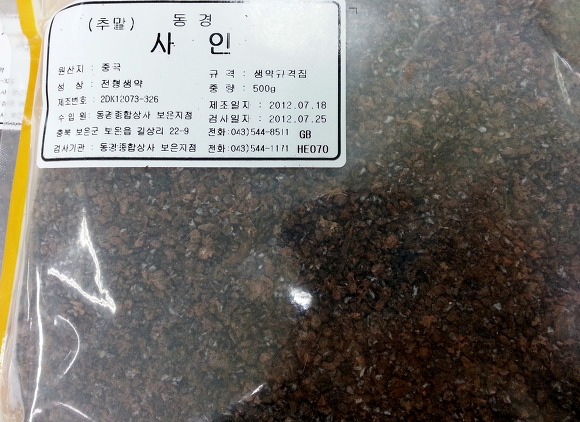 (추말) 동경
사 인
원산지 : 중국 규 격 : 생약규격집
성 상 : 전형생약 중 량 : 500g
제조번호 : 2DK12073-326 제조일자 : 2012.07.18
수 입 원 : 동경종합상사 보은지점 검사일자 : 2012.07.25
충북 보은군 보은읍 길상리 22-9 전화:043)544-8511 GB
검사기관 : 동경종합상사 보은지점 전화:043)544-1171 HE070